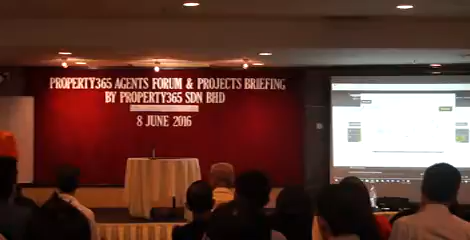 PROPERTY365 AGENTS FORUM & PROJECTS BRIEFING
BY PROPERTY365 SDN BHD
8 JUNE 2016